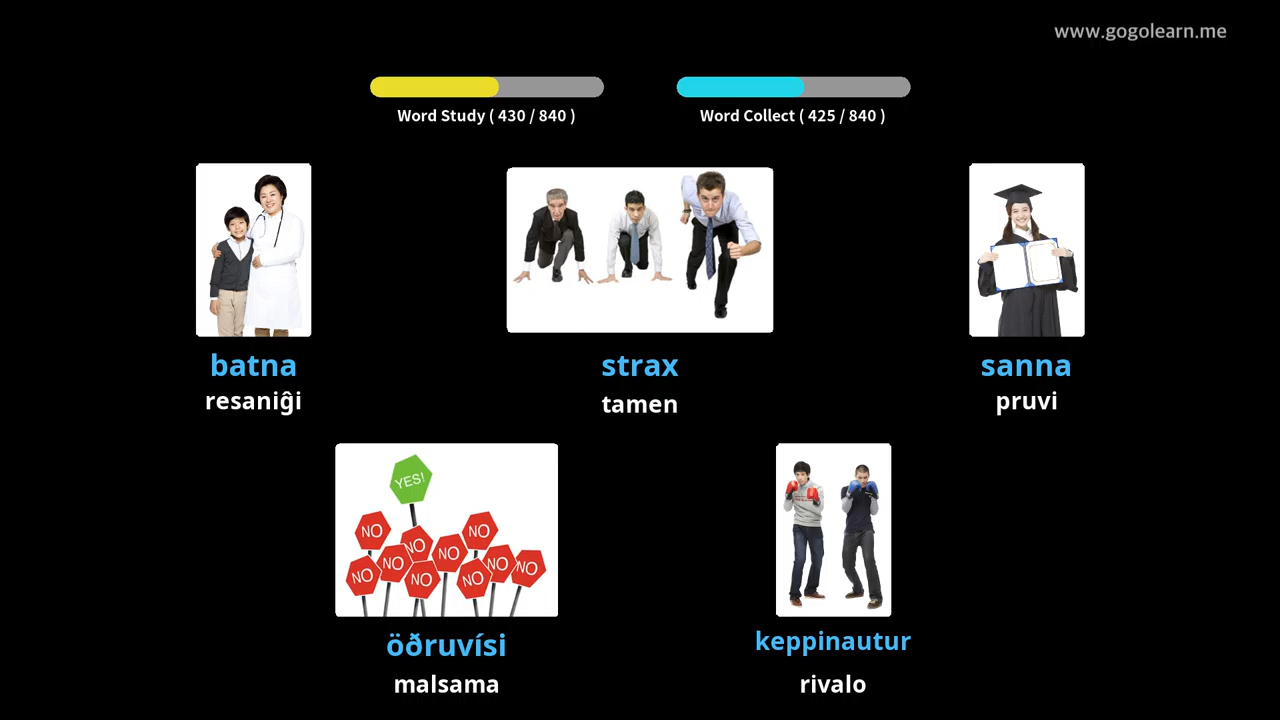 www.gogolearn.me
Word Study ( 430 / 840 )
Word Collect ( 425 / 840 )
batna
resaniĝi
strax
tamen
sanna
pruvi
YES!
NO
NO
NO
NO
NO
NO
NO
NO
NO
NO
öðruvísi
malsama
keppinautur
rivalo